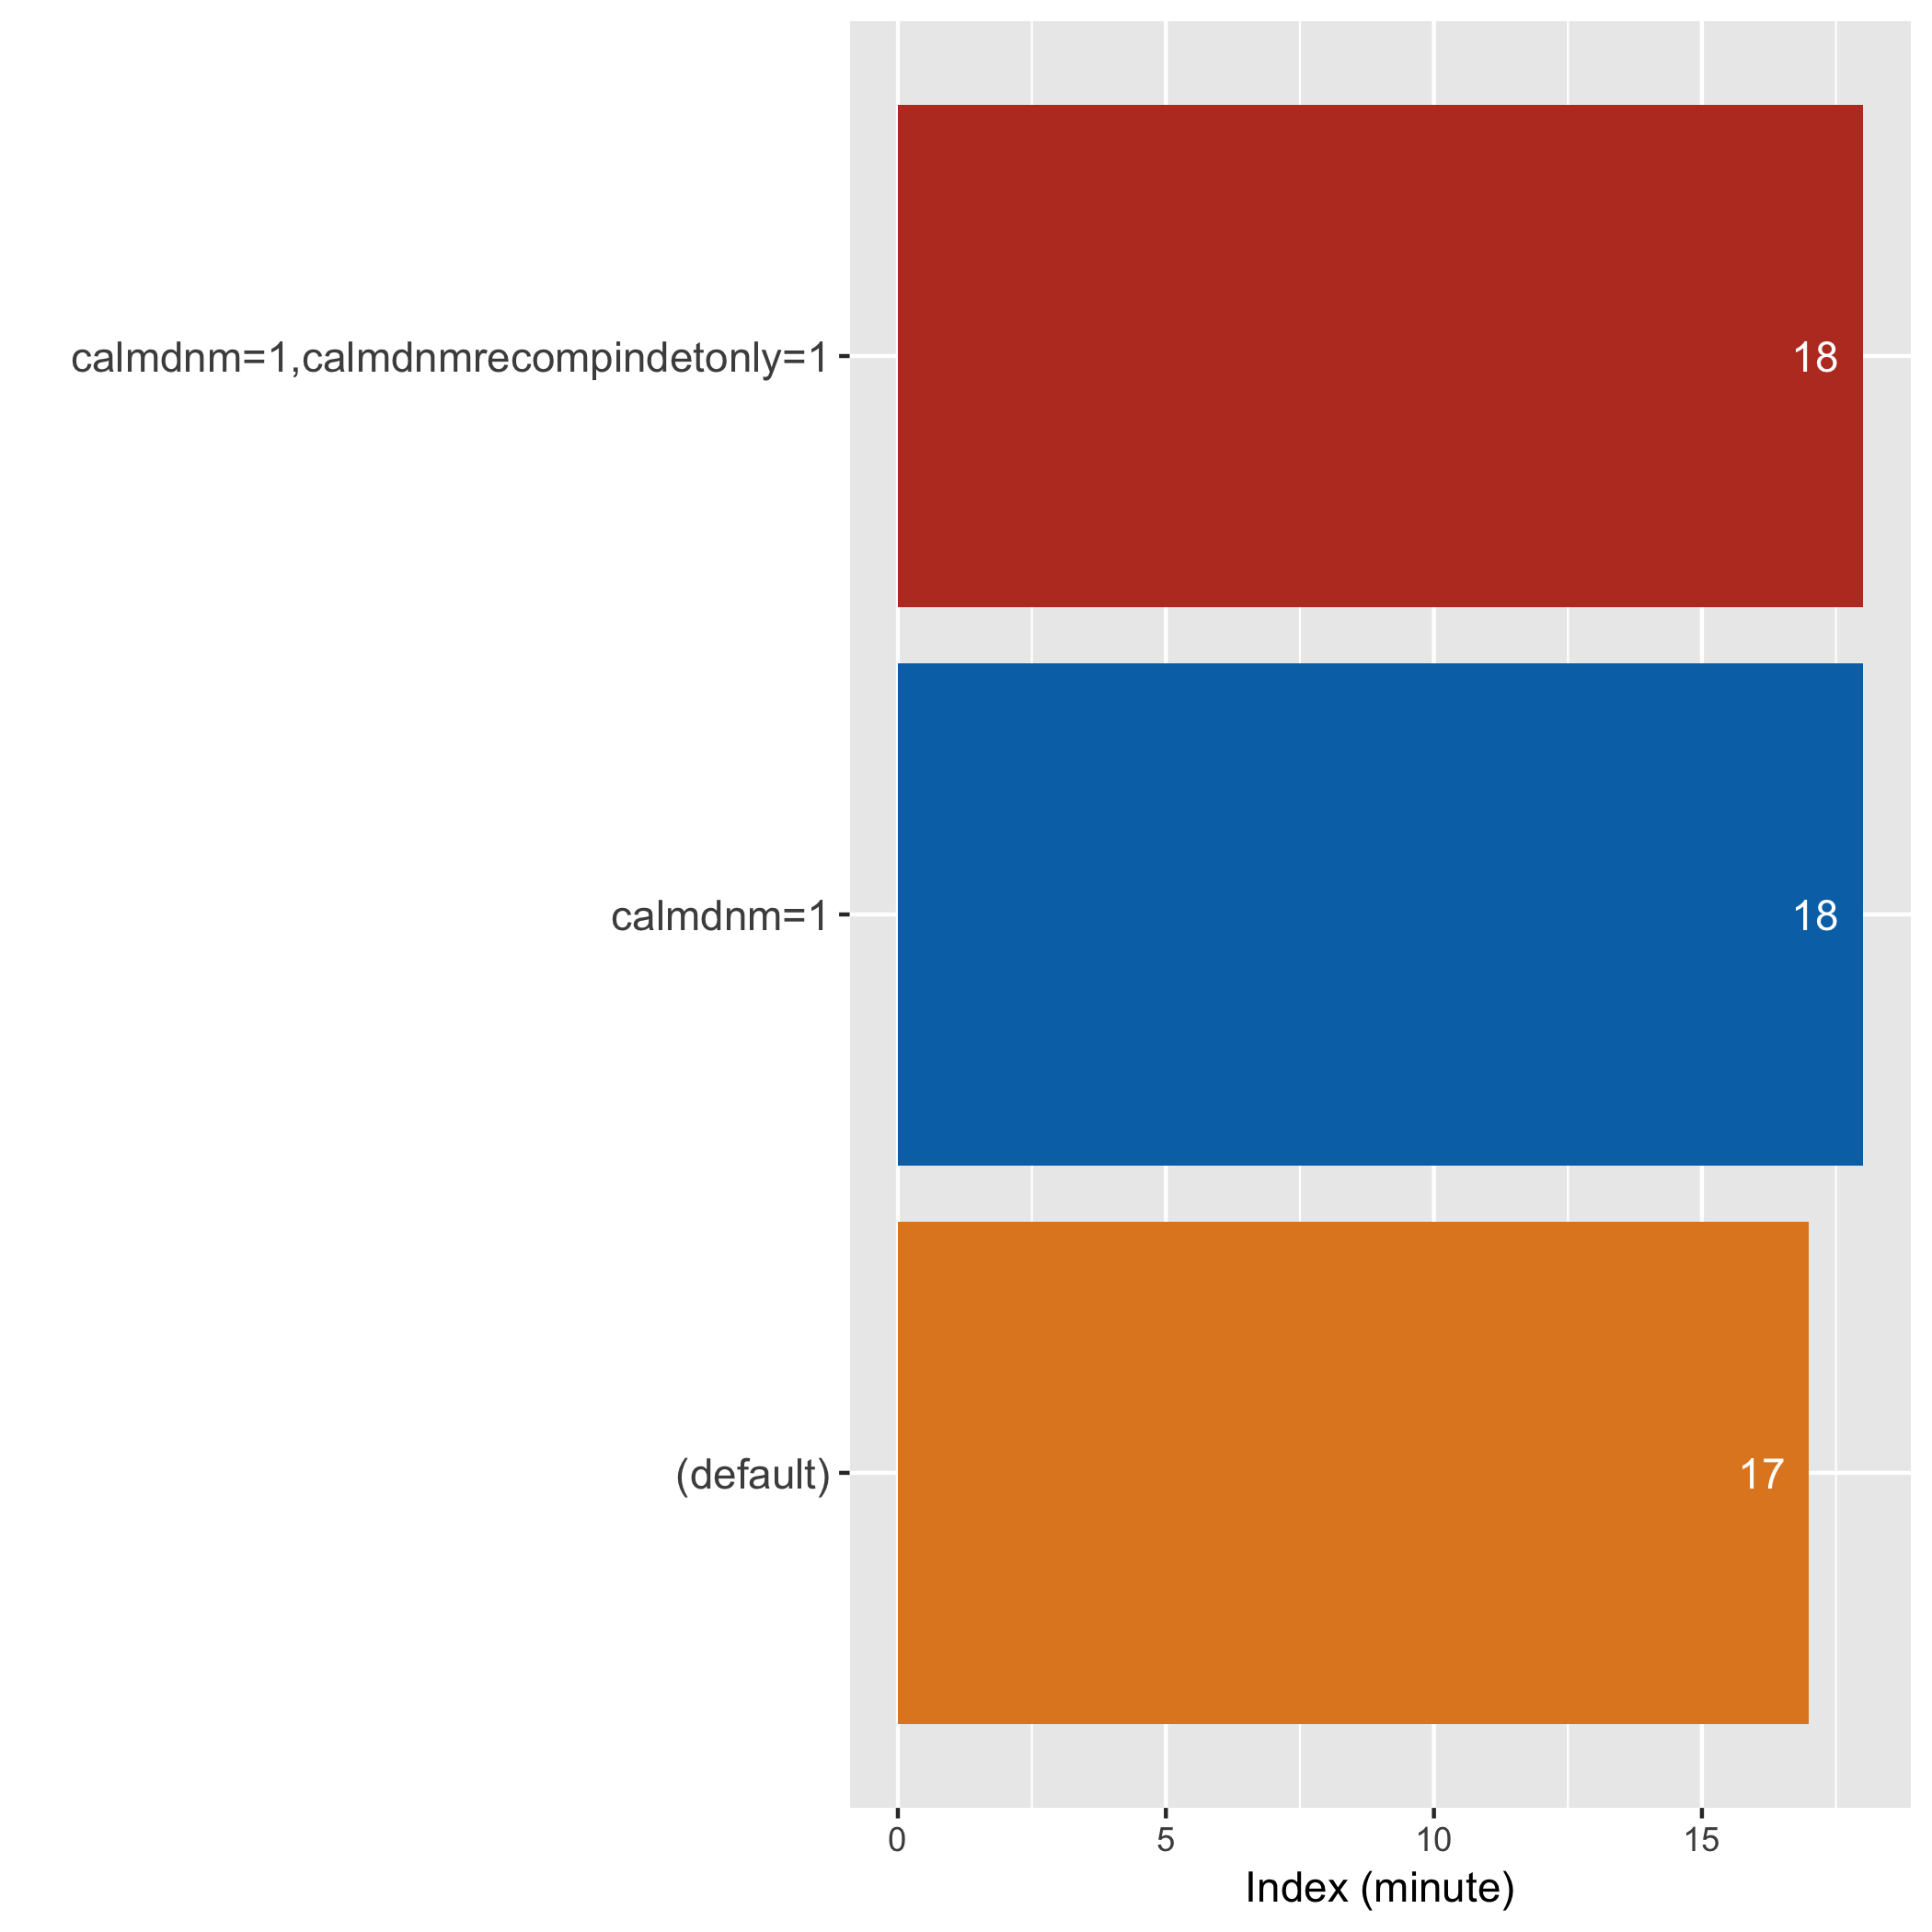 calmdnm=1,calmdnmrecompindetonly=1
18
calmdnm=1
18
(default)
17
0 5 10 15
Index (minute)